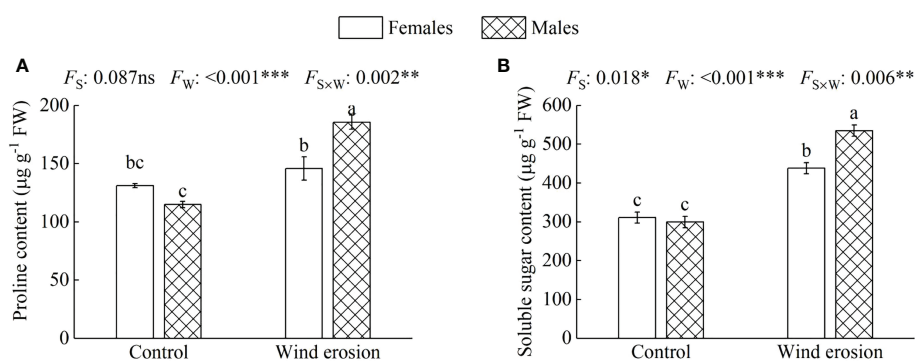 Females Males
A
F_S: 0.087ns F_W: <0.001*** F_S×W: 0.002**
Proline content (µg g⁻¹ FW)
200
150
100
50
0
bc
c
b
a
Control Wind erosion
B
F_S: 0.018* F_W: <0.001*** F_S×W: 0.006**
Soluble sugar content (µg g⁻¹ FW)
600
500
400
300
200
100
0
c
c
b
a
Control Wind erosion